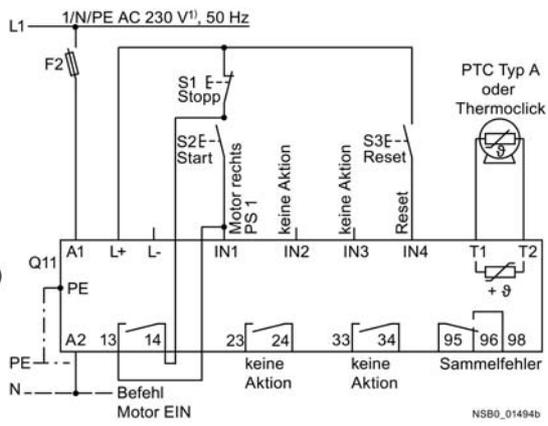 1/N/PE AC 230 V1), 50 Hz
L1
F2
S1
Stopp
PTC Typ A
oder
Thermoclick
ϑ
S2
Start
Motor rechts
PS 1
keine Aktion
keine Aktion
S3
Reset
Reset
A1 L+ L- IN1 IN2 IN3 IN4 T1 T2
Q11
PE
+ ϑ
A2 13 14 23 24 33 34 95 96 98
PE
keine
Aktion
keine
Aktion
Sammelfehler
N
Befehl
Motor EIN
NSB0_01494b